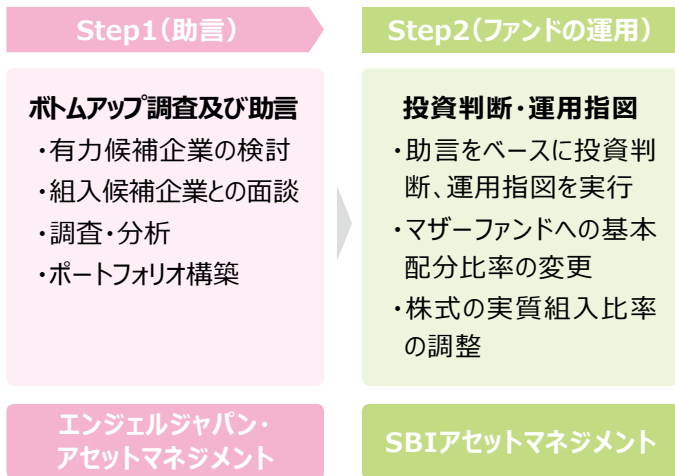 Step1（助言）
ボトムアップ調査及び助言
・有力候補企業の検討
・組入候補企業との面談
・調査・分析
・ポートフォリオ構築
エンジェルジャパン・
アセットマネジメント
Step2（ファンドの運用）
投資判断・運用指図
・助言をベースに投資判
断、運用指図を実行
・マザーファンドへの基本
配分比率の変更
・株式の実質組入比率
の調整
SBIアセットマネジメント